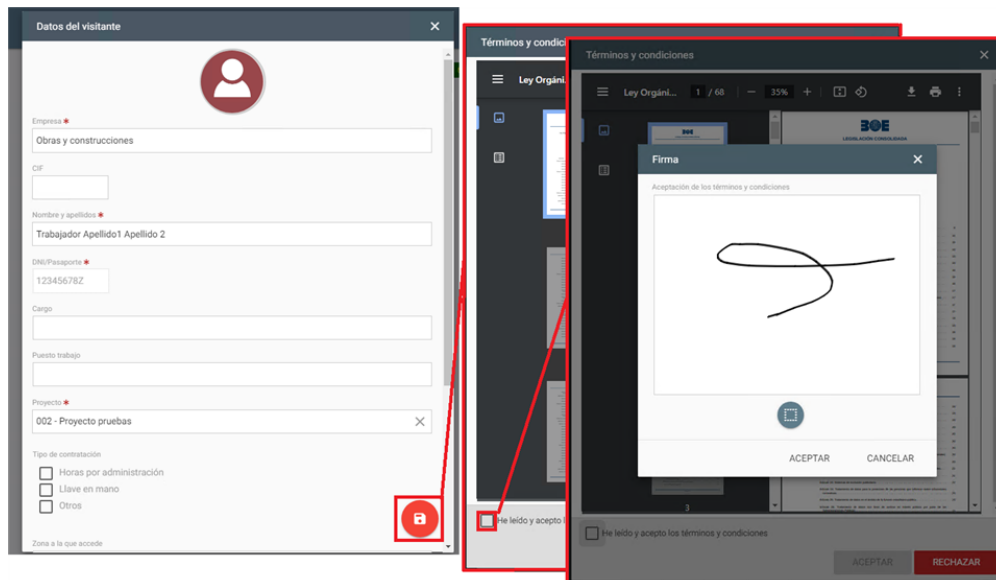 Datos del visitante
Empresa *
Obras y construcciones
CIF
Nombre y apellidos *
Trabajador Apellido1 Apellido 2
DNI/Pasaporte *
12345678Z
Cargo
Puesto trabajo
Proyecto *
002 - Proyecto pruebas
Tipo de contratación
Horas por administración
Llave en mano
Otros
Zona a la que accede
Términos y condici
Ley Orgáni
He leído y acepto l
Términos y condiciones
Ley Orgáni... 1 / 68 35%
BOE
BOE
LEGISLACIÓN CONSOLIDADA
Firma
Aceptación de los términos y condiciones
ACEPTAR CANCELAR
3
He leído y acepto los términos y condiciones
ACEPTAR RECHAZAR